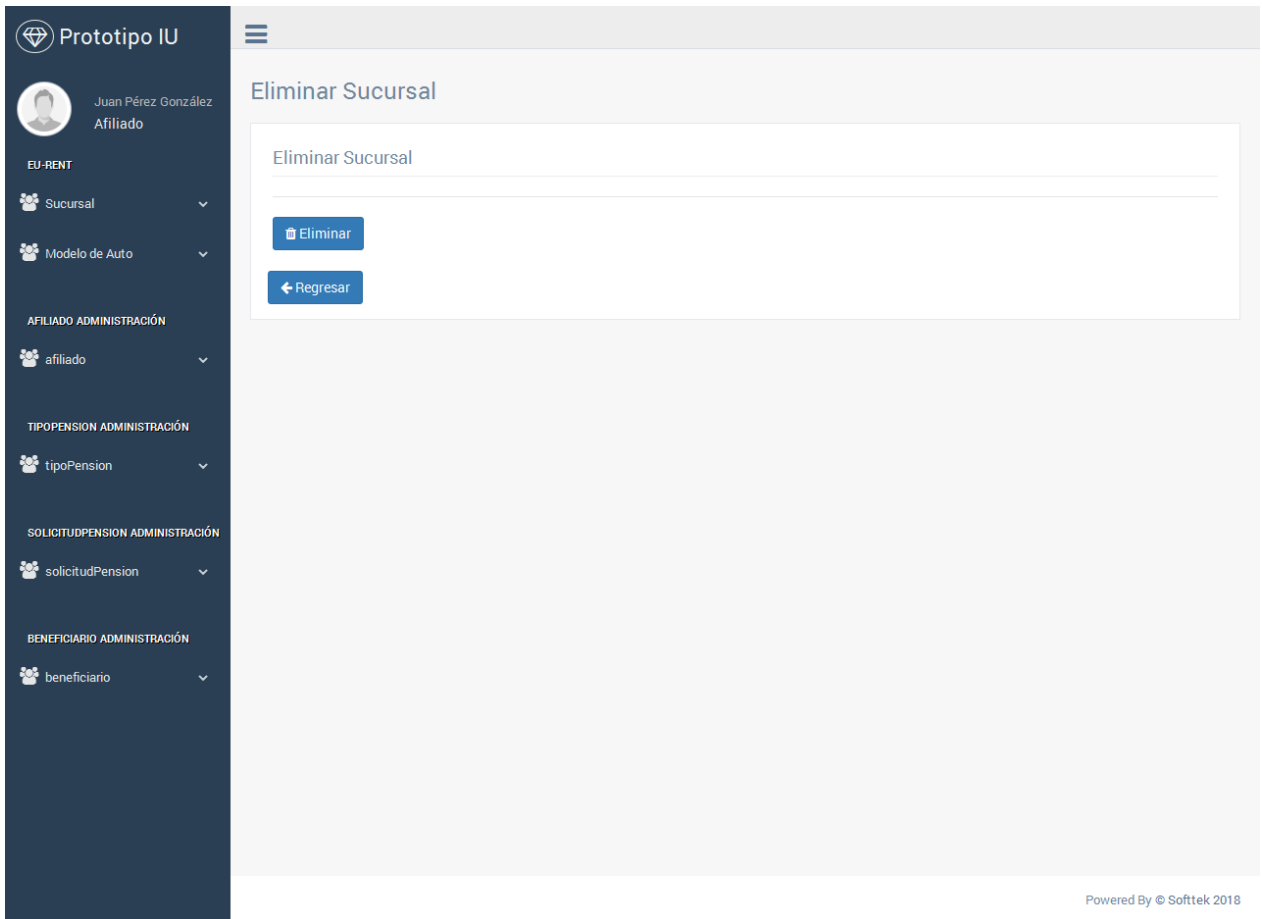 Prototipo IU
Juan Pérez González
Afiliado
EU-RENT
Sucursal
Modelo de Auto
AFILIADO ADMINISTRACIÓN
afiliado
TIPOPENSION ADMINISTRACIÓN
tipoPension
SOLICITUDPENSION ADMINISTRACIÓN
solicitudPension
BENEFICIARIO ADMINISTRACIÓN
beneficiario
Eliminar Sucursal
Eliminar Sucursal
Eliminar
Regresar
Powered By © Softtek 2018